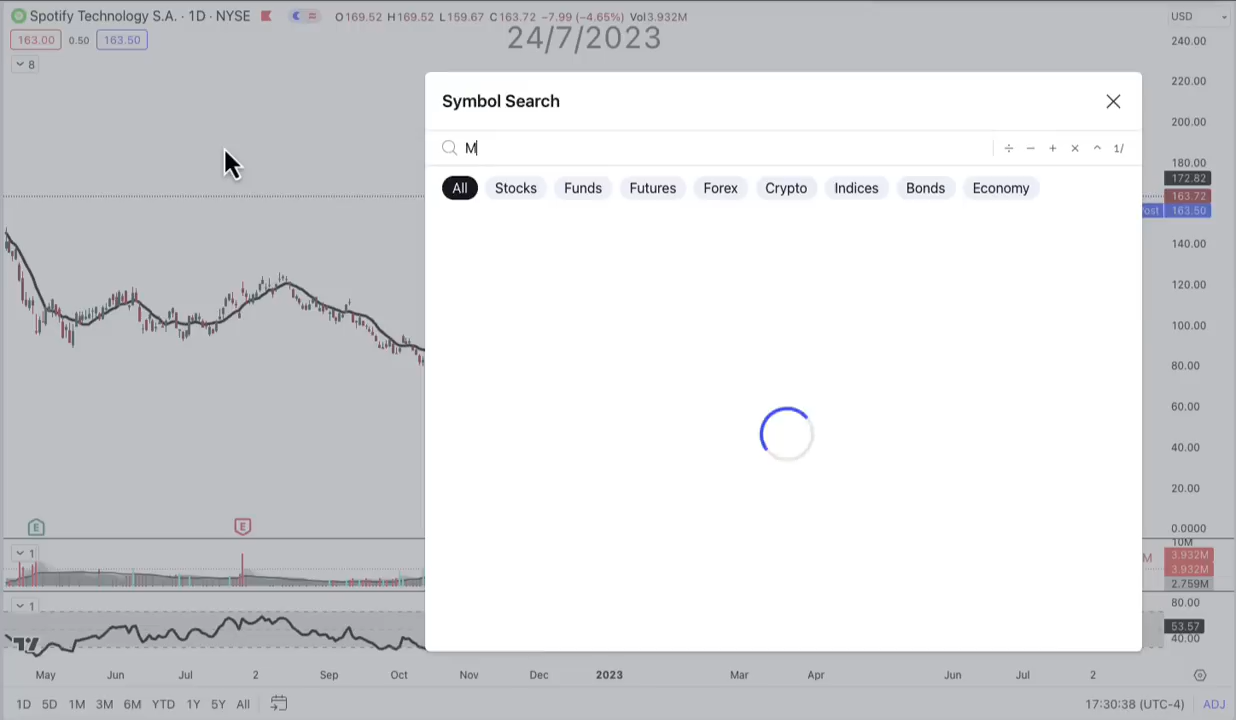 Spotify Technology S.A. · 1D · NYSE
O169.52 H169.52 L159.67 C163.72 −7.99 (−4.65%) Vol3.932M
USD
163.00 0.50 163.50
24/7/2023
8
Symbol Search
M
÷ − + × ^ 1/
All Stocks Funds Futures Forex Crypto Indices Bonds Economy
240.00
220.00
200.00
180.00
172.82
163.72
163.50
140.00
120.00
100.00
80.00
60.00
40.00
20.00
0.0000
E E
10M
1
M 3.932M
3.932M
2.759M
1
80.00
53.57
40.00
May Jun Jul 2 Sep Oct Nov Dec 2023 Mar Apr Jun Jul 2
1D 5D 1M 3M 6M YTD 1Y 5Y All
17:30:38 (UTC-4) ADJ